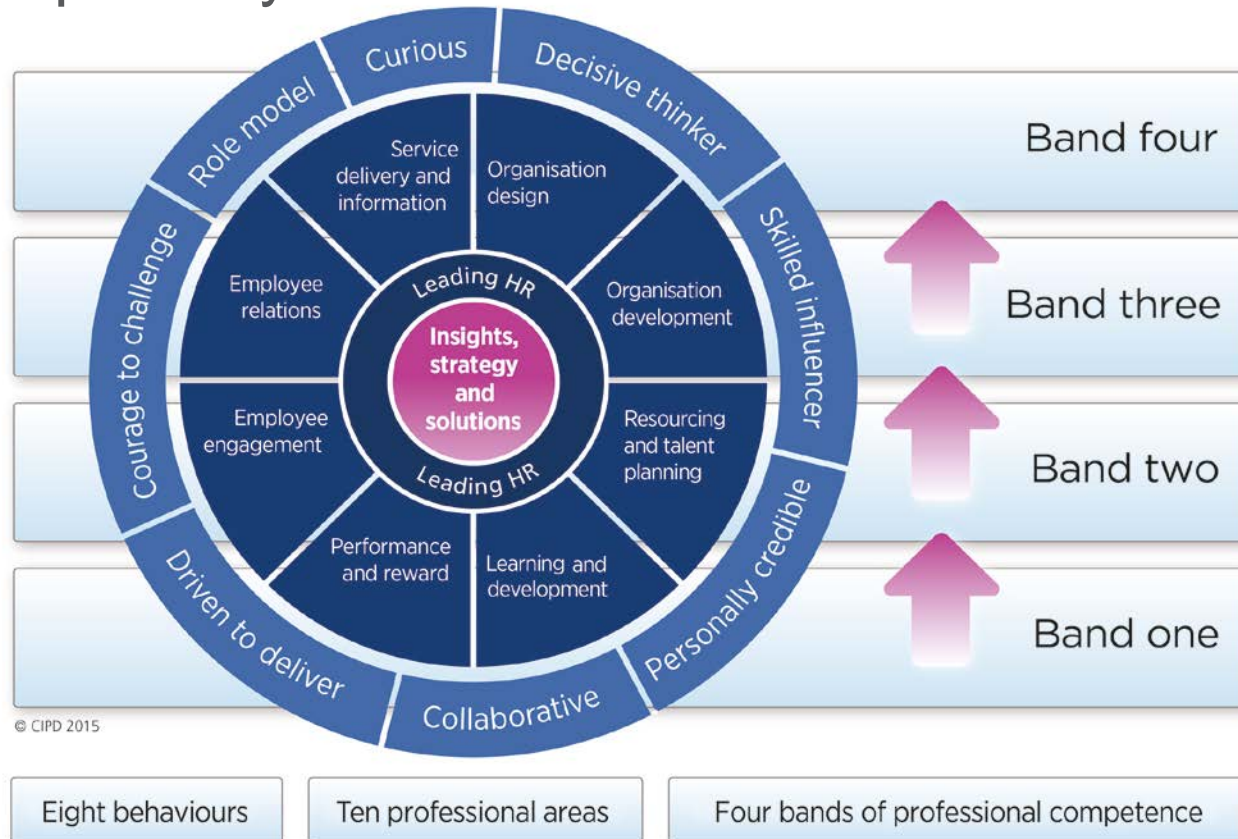 Curious
Decisive thinker
Skilled influencer
Personally credible
Collaborative
Driven to deliver
Courage to challenge
Role model
Service
delivery and
information
Organisation
design
Organisation
development
Resourcing
and talent
planning
Learning and
development
Performance
and reward
Employee
engagement
Employee
relations
Leading HR
Insights,
strategy
and
solutions
Leading HR
Band four
Band three
Band two
Band one
© CIPD 2015
Eight behaviours
Ten professional areas
Four bands of professional competence